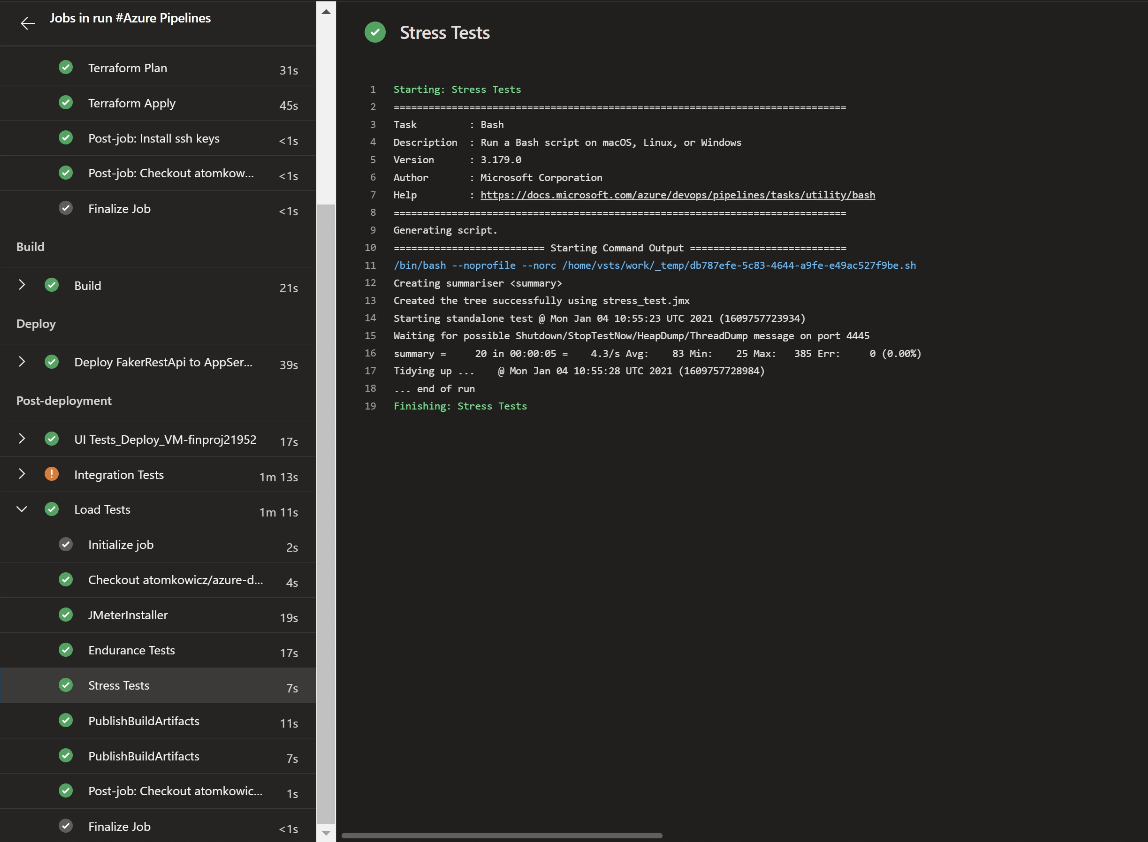 Jobs in run #Azure Pipelines
Terraform Plan 31s
Terraform Apply 45s
Post-job: Install ssh keys <1s
Post-job: Checkout atomkow... <1s
Finalize Job <1s
Build
Build 21s
Deploy
Deploy FakerRestApi to AppSer... 39s
Post-deployment
UI Tests_Deploy_VM-finproj21952 17s
Integration Tests 1m 13s
Load Tests 1m 11s
Initialize job 2s
Checkout atomkowicz/azure-d... 4s
JMeterInstaller 19s
Endurance Tests 17s
Stress Tests 7s
PublishBuildArtifacts 11s
PublishBuildArtifacts 7s
Post-job: Checkout atomkowic... 1s
Finalize Job <1s
Stress Tests
1 Starting: Stress Tests
2 ==============================================================================
3 Task : Bash
4 Description : Run a Bash script on macOS, Linux, or Windows
5 Version : 3.179.0
6 Author : Microsoft Corporation
7 Help : https://docs.microsoft.com/azure/devops/pipelines/tasks/utility/bash
8 ==============================================================================
9 Generating script.
10 ========================== Starting Command Output ===========================
11 /bin/bash --noprofile --norc /home/vsts/work/_temp/db787efe-5c83-4644-a9fe-e49ac527f9be.sh
12 Creating summariser <summary>
13 Created the tree successfully using stress_test.jmx
14 Starting standalone test @ Mon Jan 04 10:55:23 UTC 2021 (1609757723934)
15 Waiting for possible Shutdown/StopTestNow/HeapDump/ThreadDump message on port 4445
16 summary = 20 in 00:00:05 = 4.3/s Avg: 83 Min: 25 Max: 385 Err: 0 (0.00%)
17 Tidying up ... @ Mon Jan 04 10:55:28 UTC 2021 (1609757728984)
18 ... end of run
19 Finishing: Stress Tests